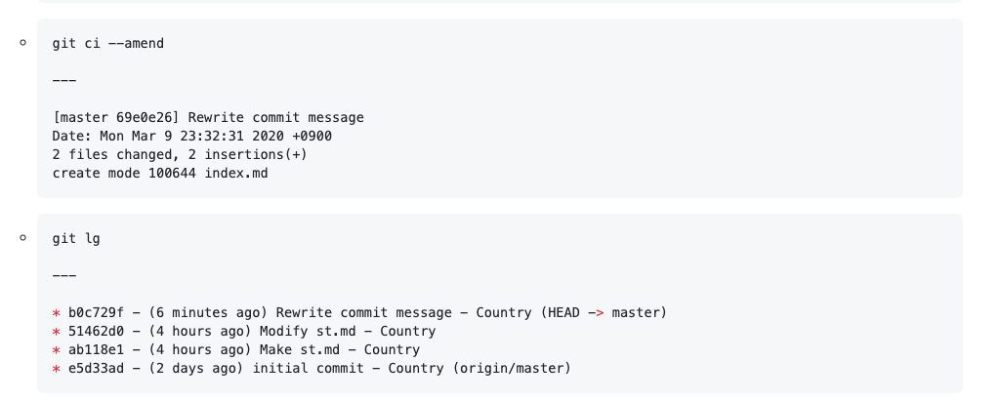 git ci --amend
---
[master 69e0e26] Rewrite commit message
Date: Mon Mar 9 23:32:31 2020 +0900
2 files changed, 2 insertions(+)
create mode 100644 index.md
git lg
---
* b0c729f - (6 minutes ago) Rewrite commit message - Country (HEAD -> master)
* 51462d0 - (4 hours ago) Modify st.md - Country
* ab118e1 - (4 hours ago) Make st.md - Country
* e5d33ad - (2 days ago) initial commit - Country (origin/master)